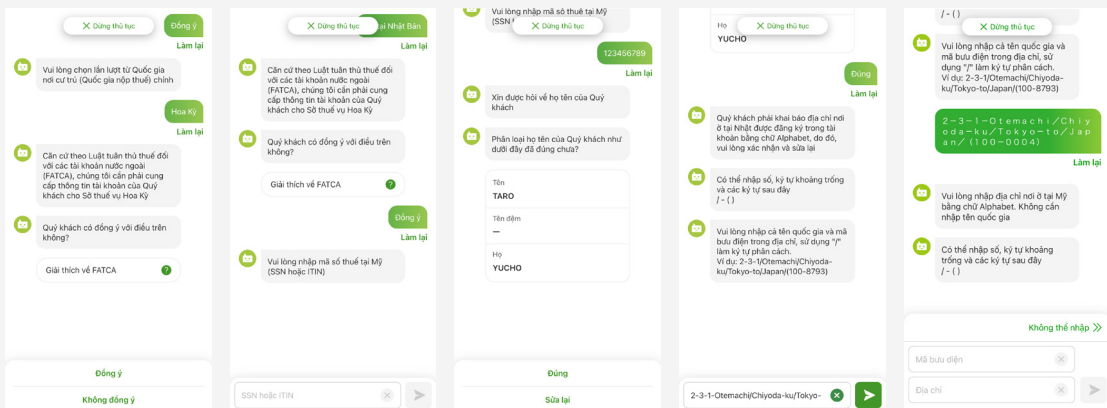 Đồng ý
✕ Dừng thủ tục
Làm lại
Vui lòng chọn lần lượt từ Quốc gia
nơi cư trú (Quốc gia nộp thuế) chính
Hoa Kỳ
Làm lại
Căn cứ theo Luật tuân thủ thuế đối
với các tài khoản nước ngoài
(FATCA), chúng tôi cần phải cung
cấp thông tin tài khoản của Quý
khách cho Sở thuế vụ Hoa Kỳ
Quý khách có đồng ý với điều trên
không?
Giải thích về FATCA ?
Đồng ý
Không đồng ý
ại Nhật Bản
✕ Dừng thủ tục
Làm lại
Căn cứ theo Luật tuân thủ thuế đối
với các tài khoản nước ngoài
(FATCA), chúng tôi cần phải cung
cấp thông tin tài khoản của Quý
khách cho Sở thuế vụ Hoa Kỳ
Quý khách có đồng ý với điều trên
không?
Giải thích về FATCA ?
Đồng ý
Làm lại
Vui lòng nhập mã số thuế tại Mỹ
(SSN hoặc ITIN)
SSN hoặc ITIN
Vui lòng nhập mã số thuế tại Mỹ
(SSN
✕ Dừng thủ tục
123456789
Làm lại
Xin được hỏi về họ tên của Quý
khách
Phân loại họ tên của Quý khách như
dưới đây đã đúng chưa?
Tên
TARO
Tên đệm
—
Họ
YUCHO
Đúng
Sửa lại
Họ
✕ Dừng thủ tục
YUCHO
Đúng
Làm lại
Quý khách phải khai báo địa chỉ nơi
ở tại Nhật được đăng ký trong tài
khoản bằng chữ Alphabet, do đó,
vui lòng xác nhận và sửa lại
Có thể nhập số, ký tự khoảng trống
và các ký tự sau đây
/ - ( )
Vui lòng nhập cả tên quốc gia và mã
bưu điện trong địa chỉ, sử dụng "/"
làm ký tự phân cách.
Ví dụ: 2-3-1/Otemachi/Chiyoda-
ku/Tokyo-to/Japan/(100-8793)
2-3-1-Otemachi/Chiyoda-ku/Tokyo-
/ - ( )
✕ Dừng thủ tục
Vui lòng nhập cả tên quốc gia và
mã bưu điện trong địa chỉ, sử
dụng "/" làm ký tự phân cách.
Ví dụ: 2-3-1/Otemachi/Chiyoda-
ku/Tokyo-to/Japan/(100-8793)
２－３－１－Ｏｔｅｍａｃｈｉ／Ｃｈｉｙ
ｏｄａ－ｋｕ／Ｔｏｋｙｏ－ｔｏ／Ｊａｐ
ａｎ／（１００－０００４）
Làm lại
Vui lòng nhập địa chỉ nơi ở tại Mỹ
bằng chữ Alphabet. Không cần
nhập tên quốc gia
Có thể nhập số, ký tự khoảng
trống và các ký tự sau đây
/ - ( )
Không thể nhập
Mã bưu điện
Địa chỉ